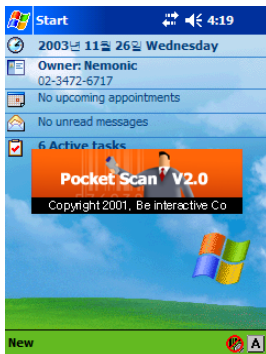 Start 4:19
2003년 11월 26일 Wednesday
Owner: Nemonic
02-3472-6717
No upcoming appointments
No unread messages
6 Active tasks
Pocket Scan V2.0
Copyright 2001, Be interactive Co
New A